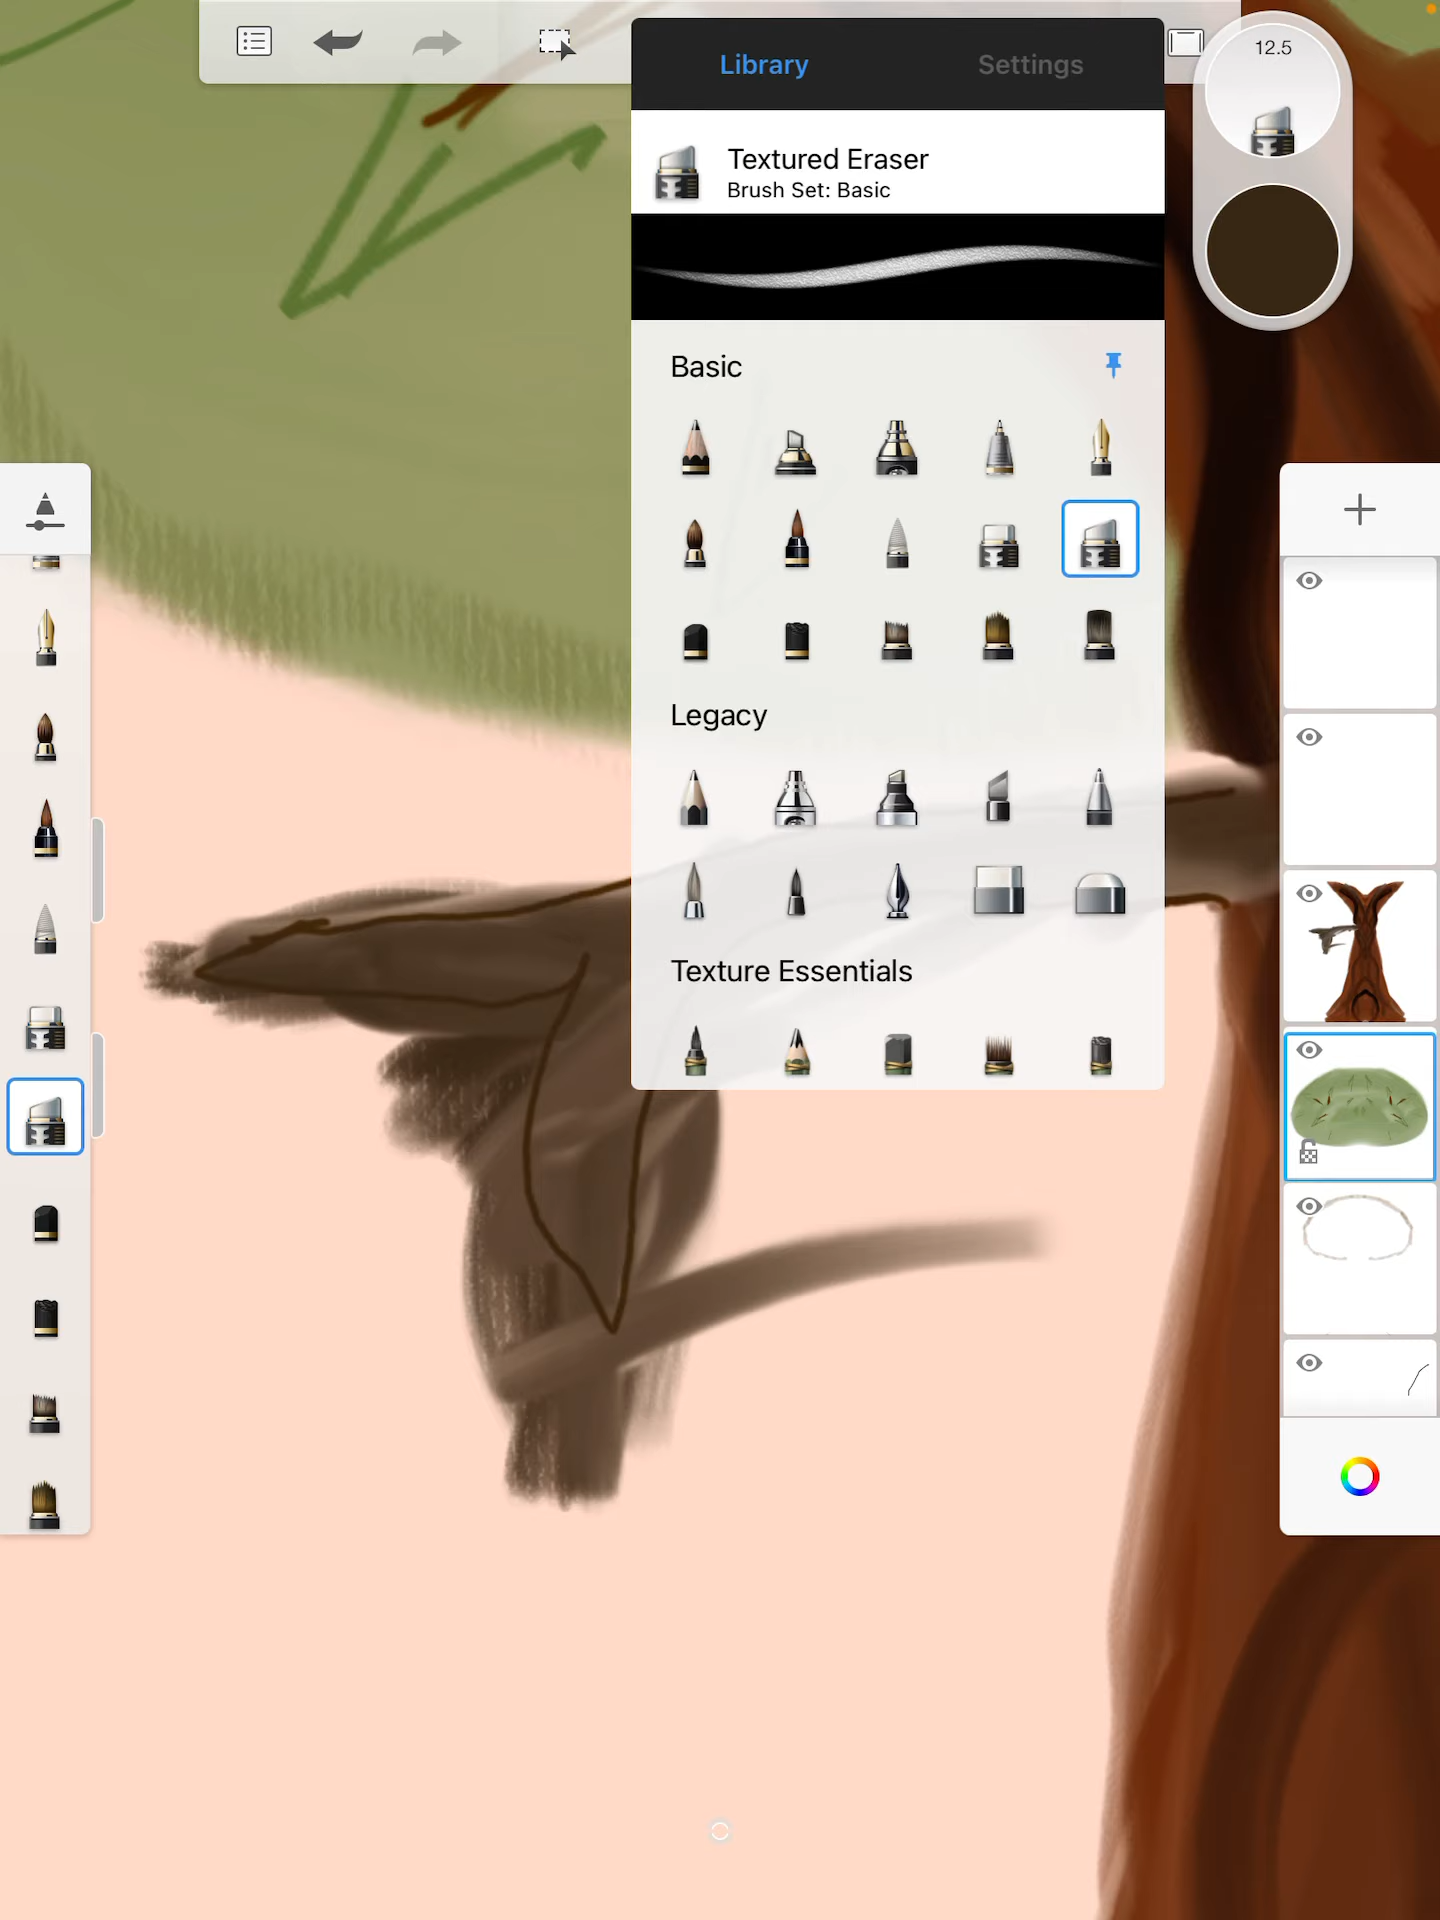 12.5
Library
Settings
Textured Eraser
Brush Set: Basic
Basic
Legacy
Texture Essentials